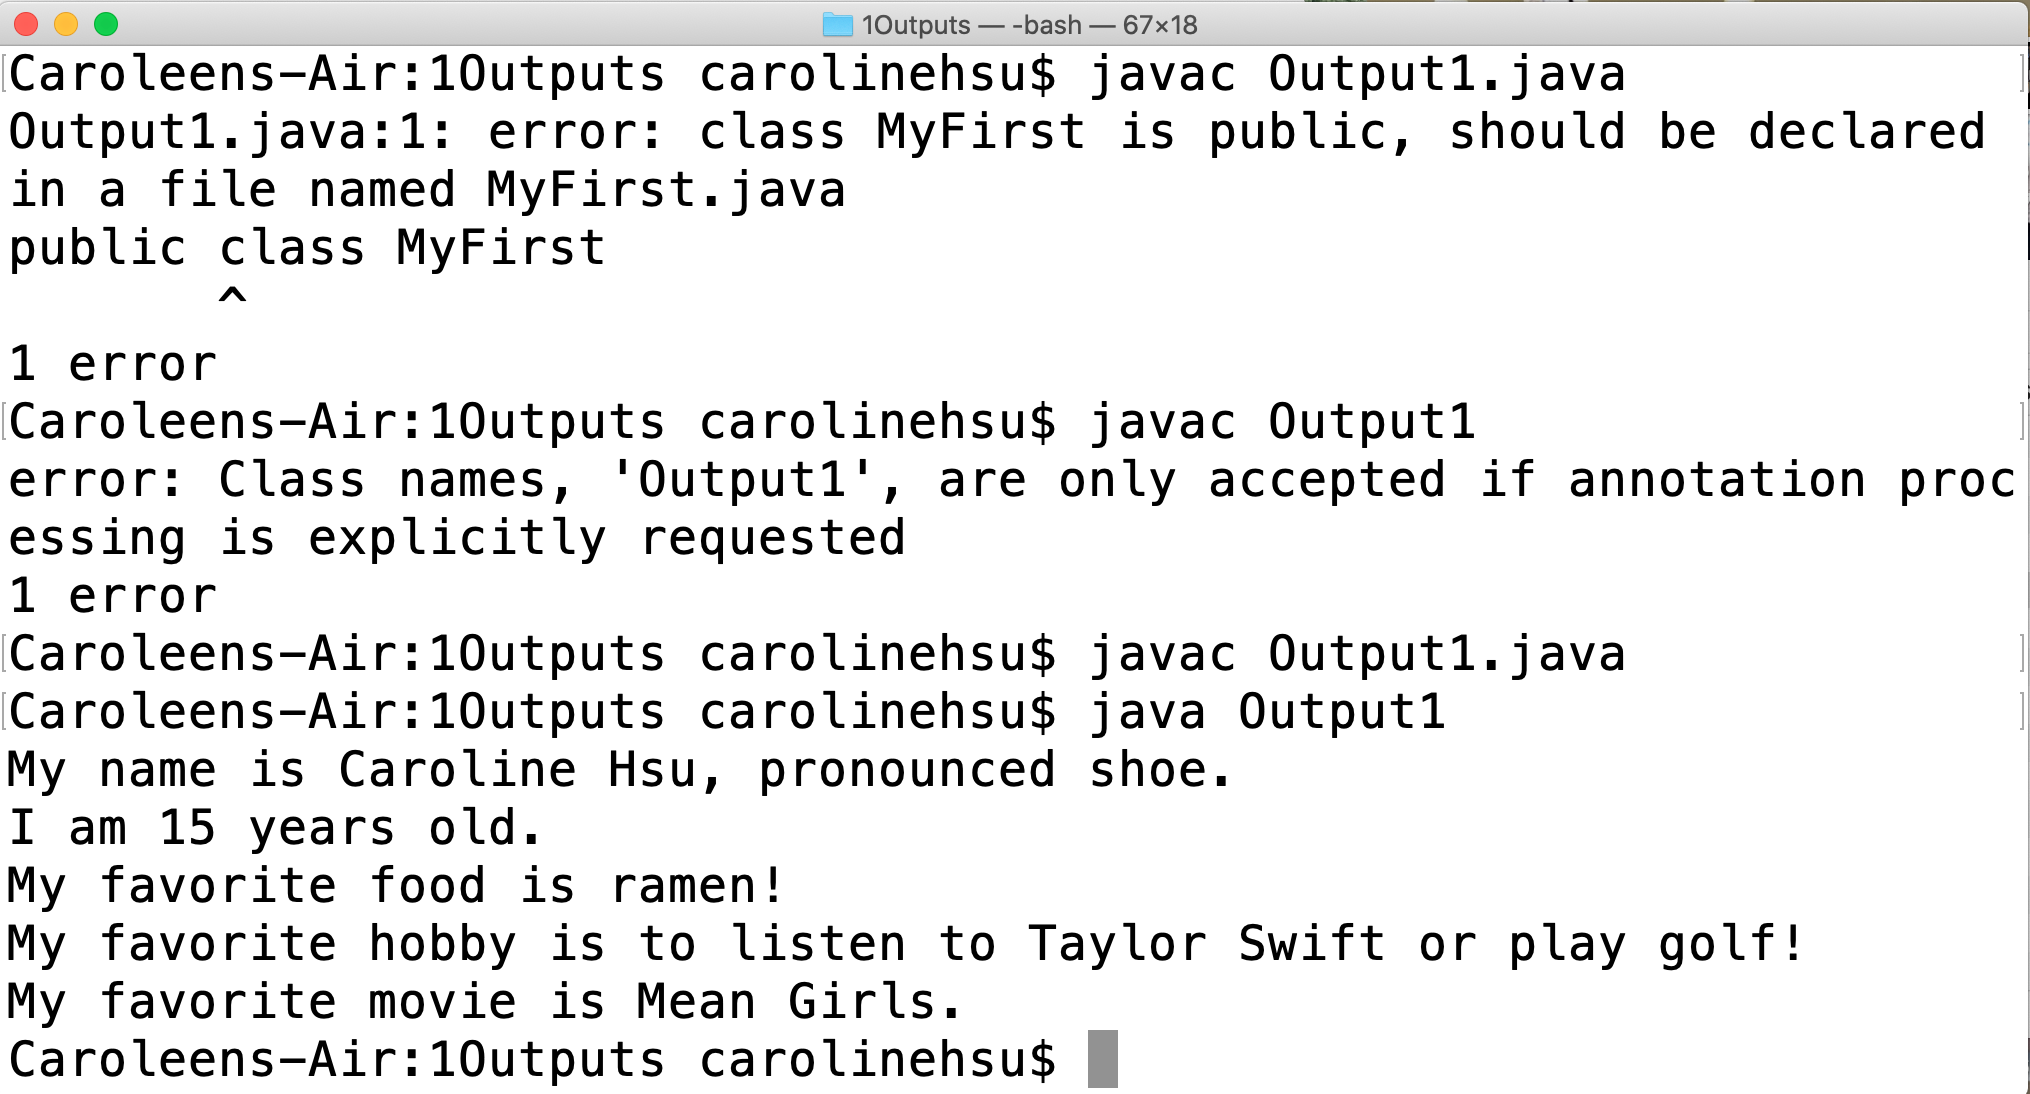 1Outputs — -bash — 67×18
Caroleens-Air:1Outputs carolinehsu$ javac Output1.java
Output1.java:1: error: class MyFirst is public, should be declared
in a file named MyFirst.java
public class MyFirst
       ^
1 error
Caroleens-Air:1Outputs carolinehsu$ javac Output1
error: Class names, 'Output1', are only accepted if annotation proc
essing is explicitly requested
1 error
Caroleens-Air:1Outputs carolinehsu$ javac Output1.java
Caroleens-Air:1Outputs carolinehsu$ java Output1
My name is Caroline Hsu, pronounced shoe.
I am 15 years old.
My favorite food is ramen!
My favorite hobby is to listen to Taylor Swift or play golf!
My favorite movie is Mean Girls.
Caroleens-Air:1Outputs carolinehsu$